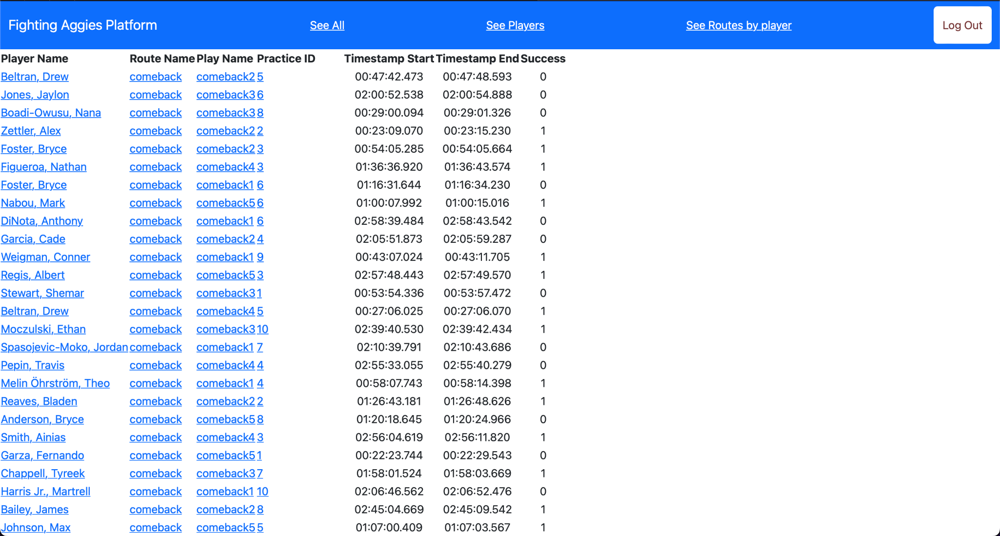 Fighting Aggies Platform See All See Players See Routes by player Log Out
Player Name Route Name Play Name Practice ID Timestamp Start Timestamp End Success
Beltran, Drew comeback comeback2 5 00:47:42.473 00:47:48.593 0
Jones, Jaylon comeback comeback3 6 02:00:52.538 02:00:54.888 0
Boadi-Owusu, Nana comeback comeback3 8 00:29:00.094 00:29:01.326 0
Zettler, Alex comeback comeback2 2 00:23:09.070 00:23:15.230 1
Foster, Bryce comeback comeback2 3 00:54:05.285 00:54:05.664 1
Figueroa, Nathan comeback comeback4 3 01:36:36.920 01:36:43.574 1
Foster, Bryce comeback comeback1 6 01:16:31.644 01:16:34.230 0
Nabou, Mark comeback comeback5 6 01:00:07.992 01:00:15.016 1
DiNota, Anthony comeback comeback1 6 02:58:39.484 02:58:43.542 0
Garcia, Cade comeback comeback2 4 02:05:51.873 02:05:59.287 0
Weigman, Conner comeback comeback1 9 00:43:07.024 00:43:11.705 1
Regis, Albert comeback comeback5 3 02:57:48.443 02:57:49.570 1
Stewart, Shemar comeback comeback3 1 00:53:54.336 00:53:57.472 0
Beltran, Drew comeback comeback4 5 00:27:06.025 00:27:06.070 1
Moczulski, Ethan comeback comeback3 10 02:39:40.530 02:39:42.434 1
Spasojevic-Moko, Jordan comeback comeback1 7 02:10:39.791 02:10:43.686 0
Pepin, Travis comeback comeback4 4 02:55:33.055 02:55:40.279 0
Melin Öhrström, Theo comeback comeback1 4 00:58:07.743 00:58:14.398 1
Reaves, Bladen comeback comeback2 2 01:26:43.181 01:26:48.626 1
Anderson, Bryce comeback comeback5 8 01:20:18.645 01:20:24.966 0
Smith, Ainias comeback comeback4 3 02:56:04.619 02:56:11.820 1
Garza, Fernando comeback comeback5 1 00:22:23.744 00:22:29.543 0
Chappell, Tyreek comeback comeback3 7 01:58:01.524 01:58:03.669 1
Harris Jr., Martrell comeback comeback1 10 02:06:46.562 02:06:52.476 0
Bailey, James comeback comeback2 8 02:45:04.669 02:45:09.542 1
Johnson, Max comeback comeback5 5 01:07:00.409 01:07:03.567 1